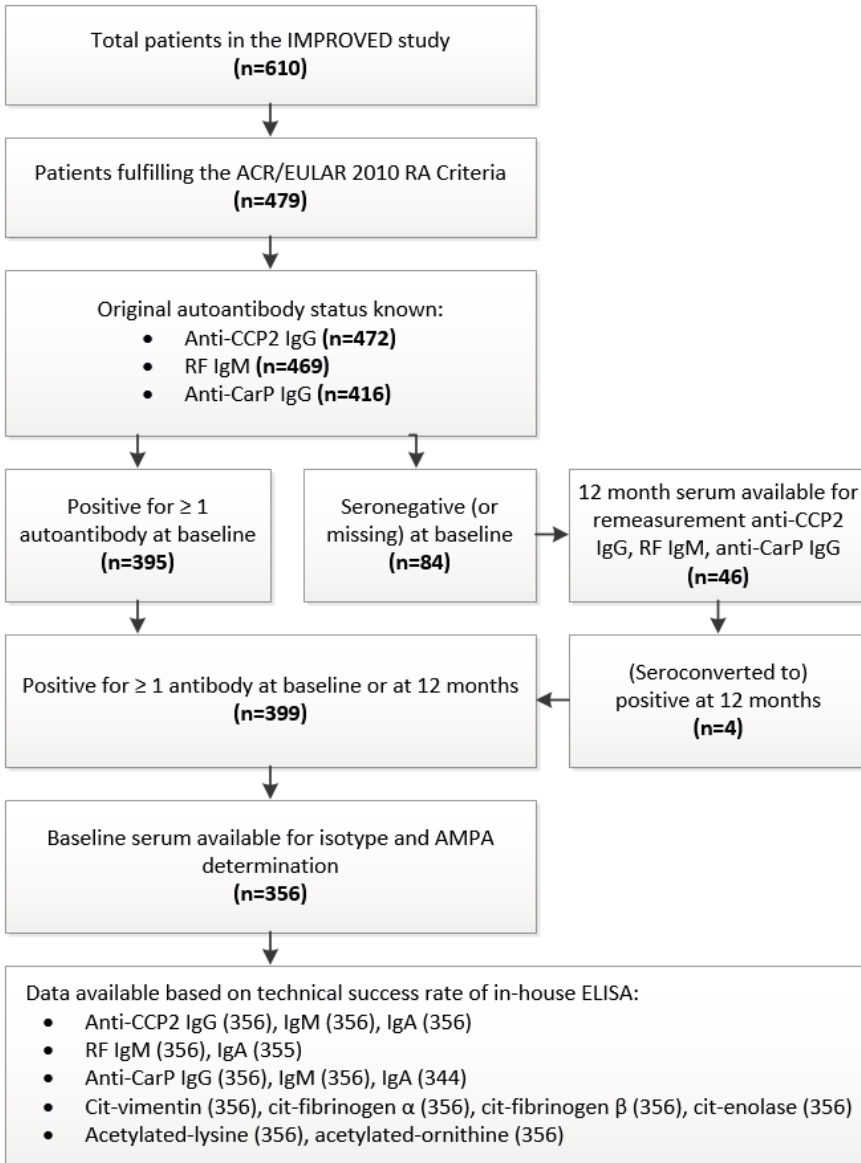 Total patients in the IMPROVED study
(n=610)
Patients fulfilling the ACR/EULAR 2010 RA Criteria
(n=479)
Original autoantibody status known:
• Anti-CCP2 IgG (n=472)
• RF IgM (n=469)
• Anti-CarP IgG (n=416)
Positive for ≥ 1
autoantibody at baseline
(n=395)
Seronegative (or
missing) at baseline
(n=84)
12 month serum available for
remeasurement anti-CCP2
IgG, RF IgM, anti-CarP IgG
(n=46)
Positive for ≥ 1 antibody at baseline or at 12 months
(n=399)
(Seroconverted to)
positive at 12 months
(n=4)
Baseline serum available for isotype and AMPA
determination
(n=356)
Data available based on technical success rate of in-house ELISA:
• Anti-CCP2 IgG (356), IgM (356), IgA (356)
• RF IgM (356), IgA (355)
• Anti-CarP IgG (356), IgM (356), IgA (344)
• Cit-vimentin (356), cit-fibrinogen α (356), cit-fibrinogen β (356), cit-enolase (356)
• Acetylated-lysine (356), acetylated-ornithine (356)